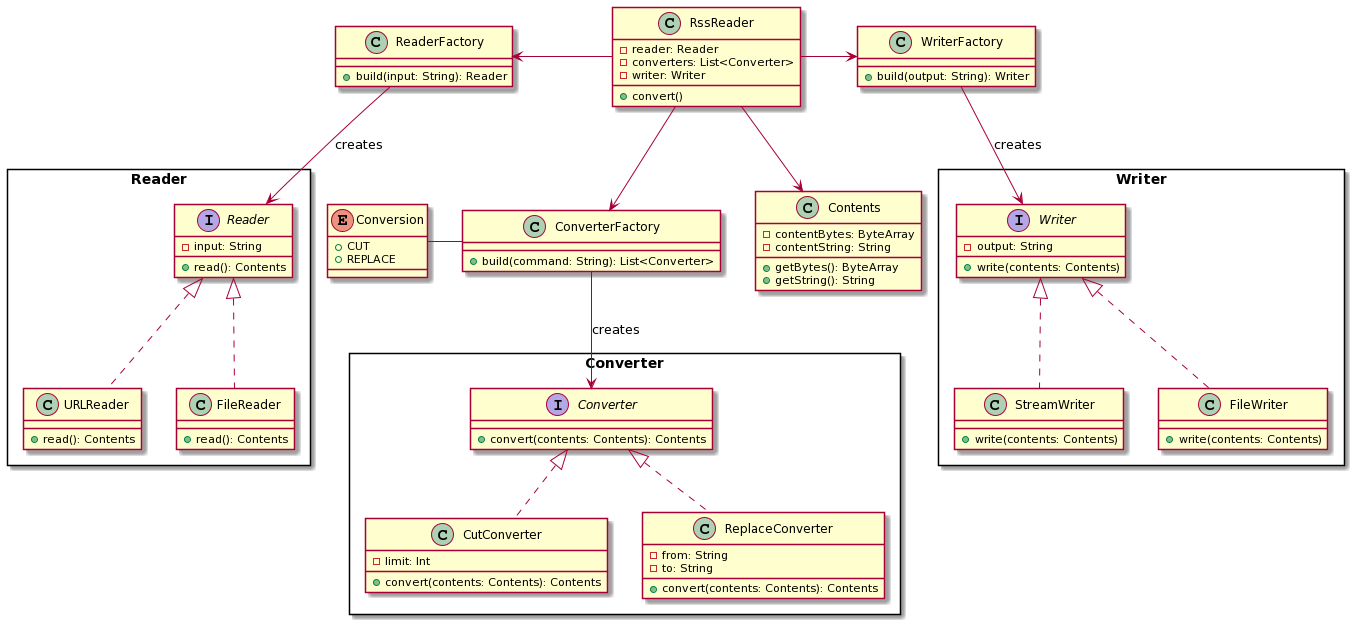 C RssReader
reader: Reader
converters: List<Converter>
writer: Writer
convert()
C ReaderFactory
build(input: String): Reader
C WriterFactory
build(output: String): Writer
creates
creates
Reader
I Reader
input: String
read(): Contents
C URLReader
read(): Contents
C FileReader
read(): Contents
E Conversion
CUT
REPLACE
C ConverterFactory
build(command: String): List<Converter>
C Contents
contentBytes: ByteArray
contentString: String
getBytes(): ByteArray
getString(): String
Writer
I Writer
output: String
write(contents: Contents)
C StreamWriter
write(contents: Contents)
C FileWriter
write(contents: Contents)
creates
Converter
I Converter
convert(contents: Contents): Contents
C CutConverter
limit: Int
convert(contents: Contents): Contents
C ReplaceConverter
from: String
to: String
convert(contents: Contents): Contents